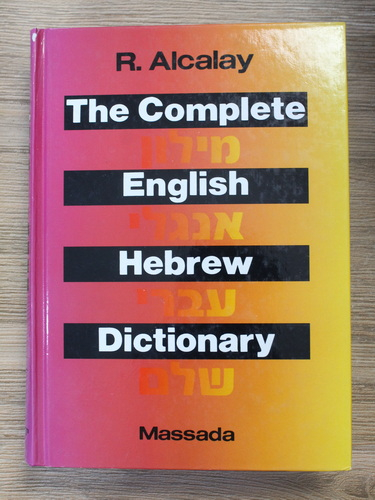 R. Alcalay
The Complete
מילון
English
אנגלי
Hebrew
עברי
Dictionary
שלם
Massada